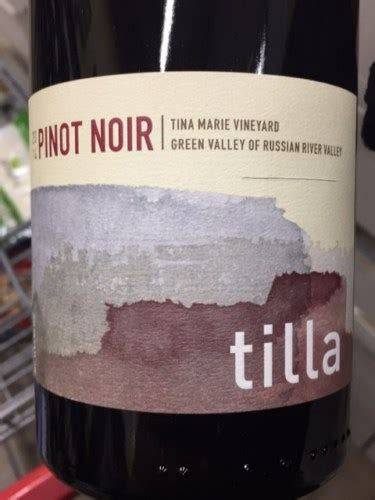 PINOT NOIR
TINA MARIE VINEYARD
GREEN VALLEY OF RUSSIAN RIVER VALLEY
tilla